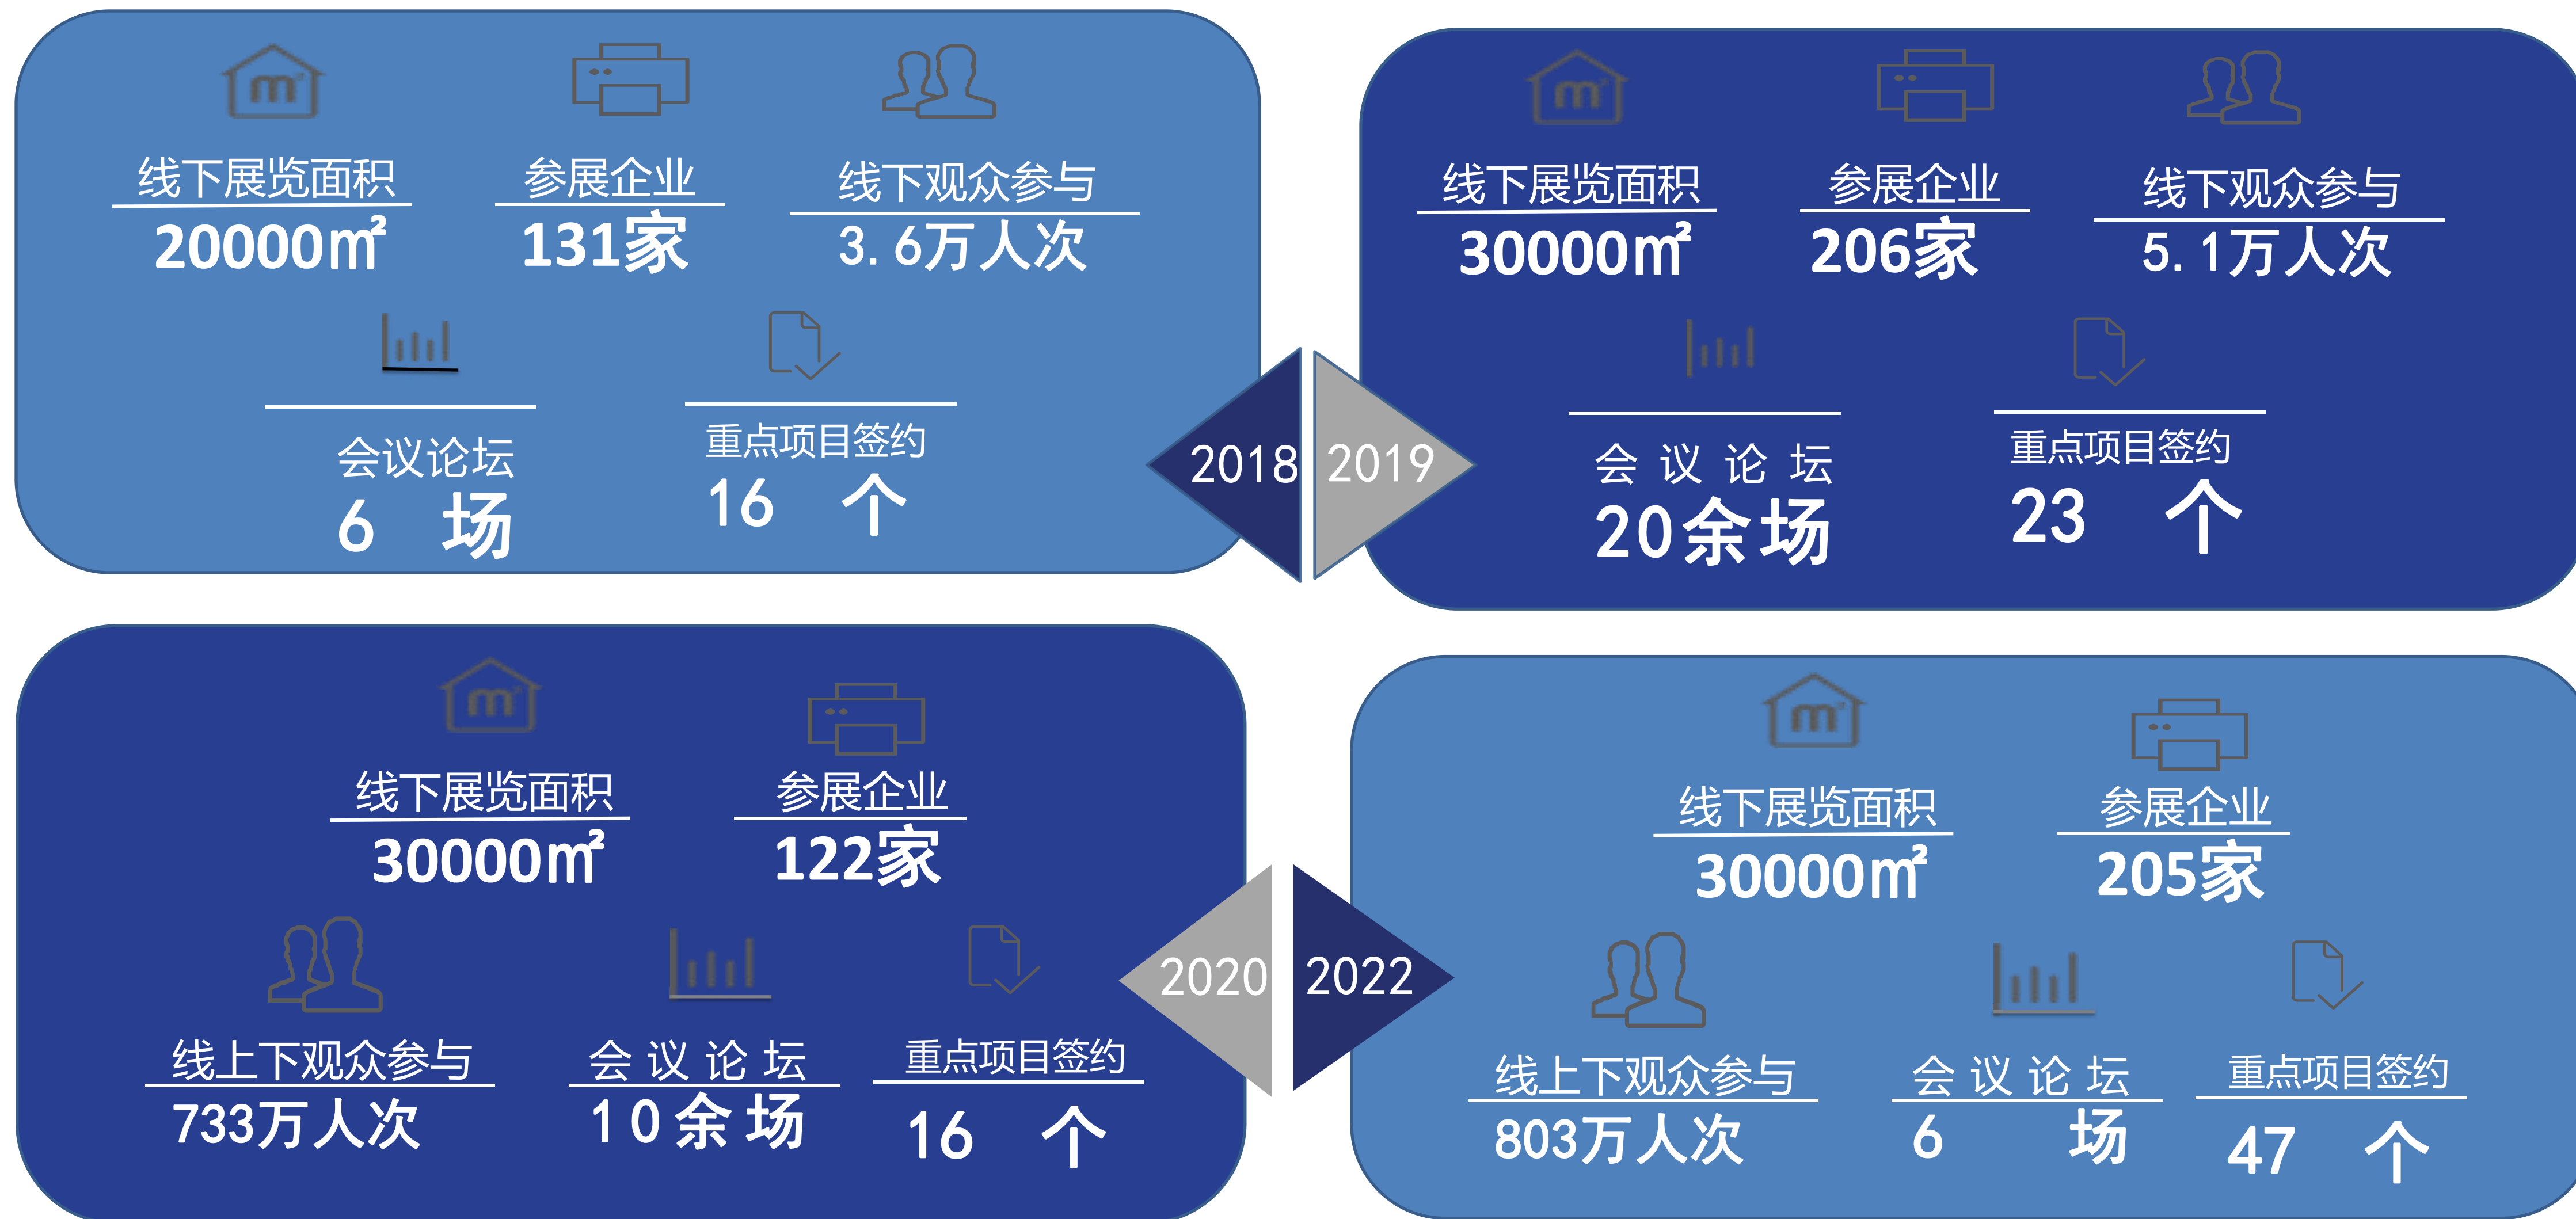 线下展览面积
20000㎡
参展企业
131家
线下观众参与
3.6万人次
会议论坛
6 场
重点项目签约
16 个
2018
2019
线下展览面积
30000㎡
参展企业
206家
线下观众参与
5.1万人次
会议论坛
20余场
重点项目签约
23 个
线下展览面积
30000㎡
参展企业
122家
线上下观众参与
733万人次
会议论坛
10余场
重点项目签约
16 个
2020
2022
线下展览面积
30000㎡
参展企业
205家
线上下观众参与
803万人次
会议论坛
6 场
重点项目签约
47 个